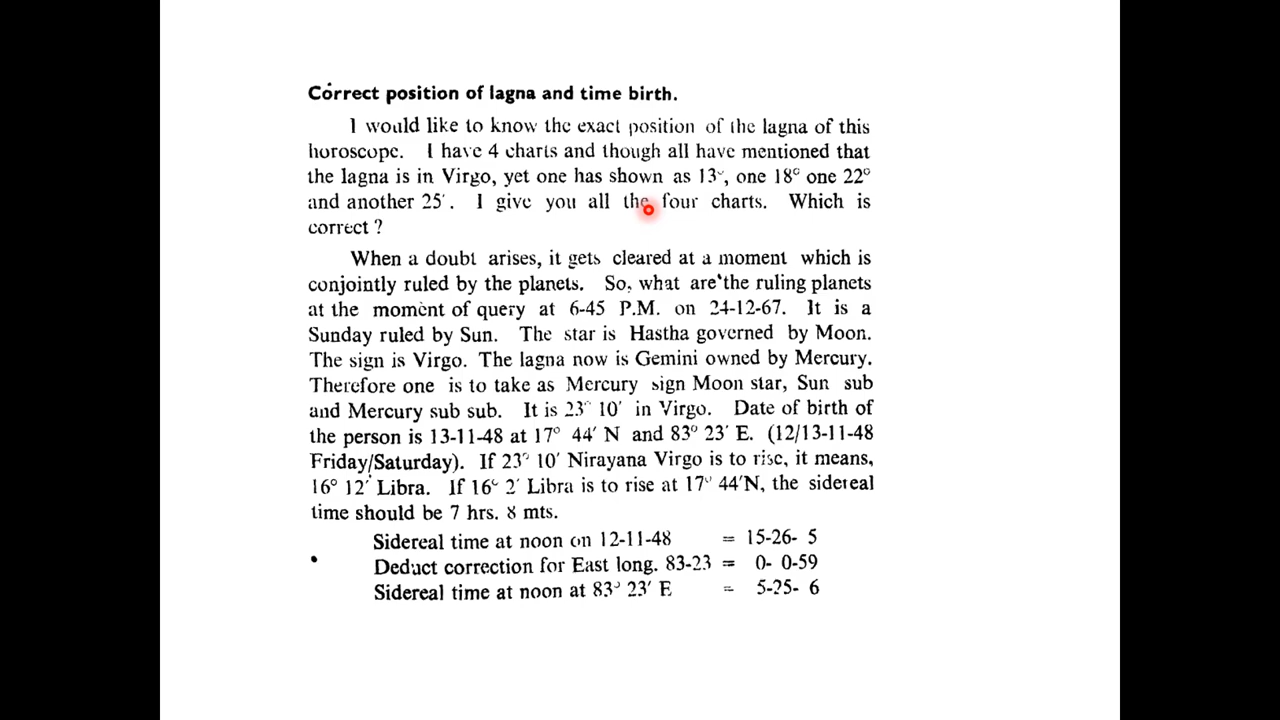 Correct position of lagna and time birth.
I would like to know the exact position of the lagna of this
horoscope. I have 4 charts and though all have mentioned that
the lagna is in Virgo, yet one has shown as 13°, one 18° one 22°
and another 25'. I give you all the four charts. Which is
correct ?
When a doubt arises, it gets cleared at a moment which is
conjointly ruled by the planets. So, what are the ruling planets
at the moment of query at 6-45 P.M. on 24-12-67. It is a
Sunday ruled by Sun. The star is Hastha governed by Moon.
The sign is Virgo. The lagna now is Gemini owned by Mercury.
Therefore one is to take as Mercury sign Moon star, Sun sub
and Mercury sub sub. It is 23° 10' in Virgo. Date of birth of
the person is 13-11-48 at 17° 44' N and 83° 23' E. (12/13-11-48
Friday/Saturday). If 23° 10' Nirayana Virgo is to rise, it means,
16° 12' Libra. If 16° 2' Libra is to rise at 17° 44'N, the sidereal
time should be 7 hrs. 8 mts.
Sidereal time at noon on 12-11-48 = 15-26- 5
Deduct correction for East long. 83-23 = 0- 0-59
Sidereal time at noon at 83° 23' E = 5-25- 6